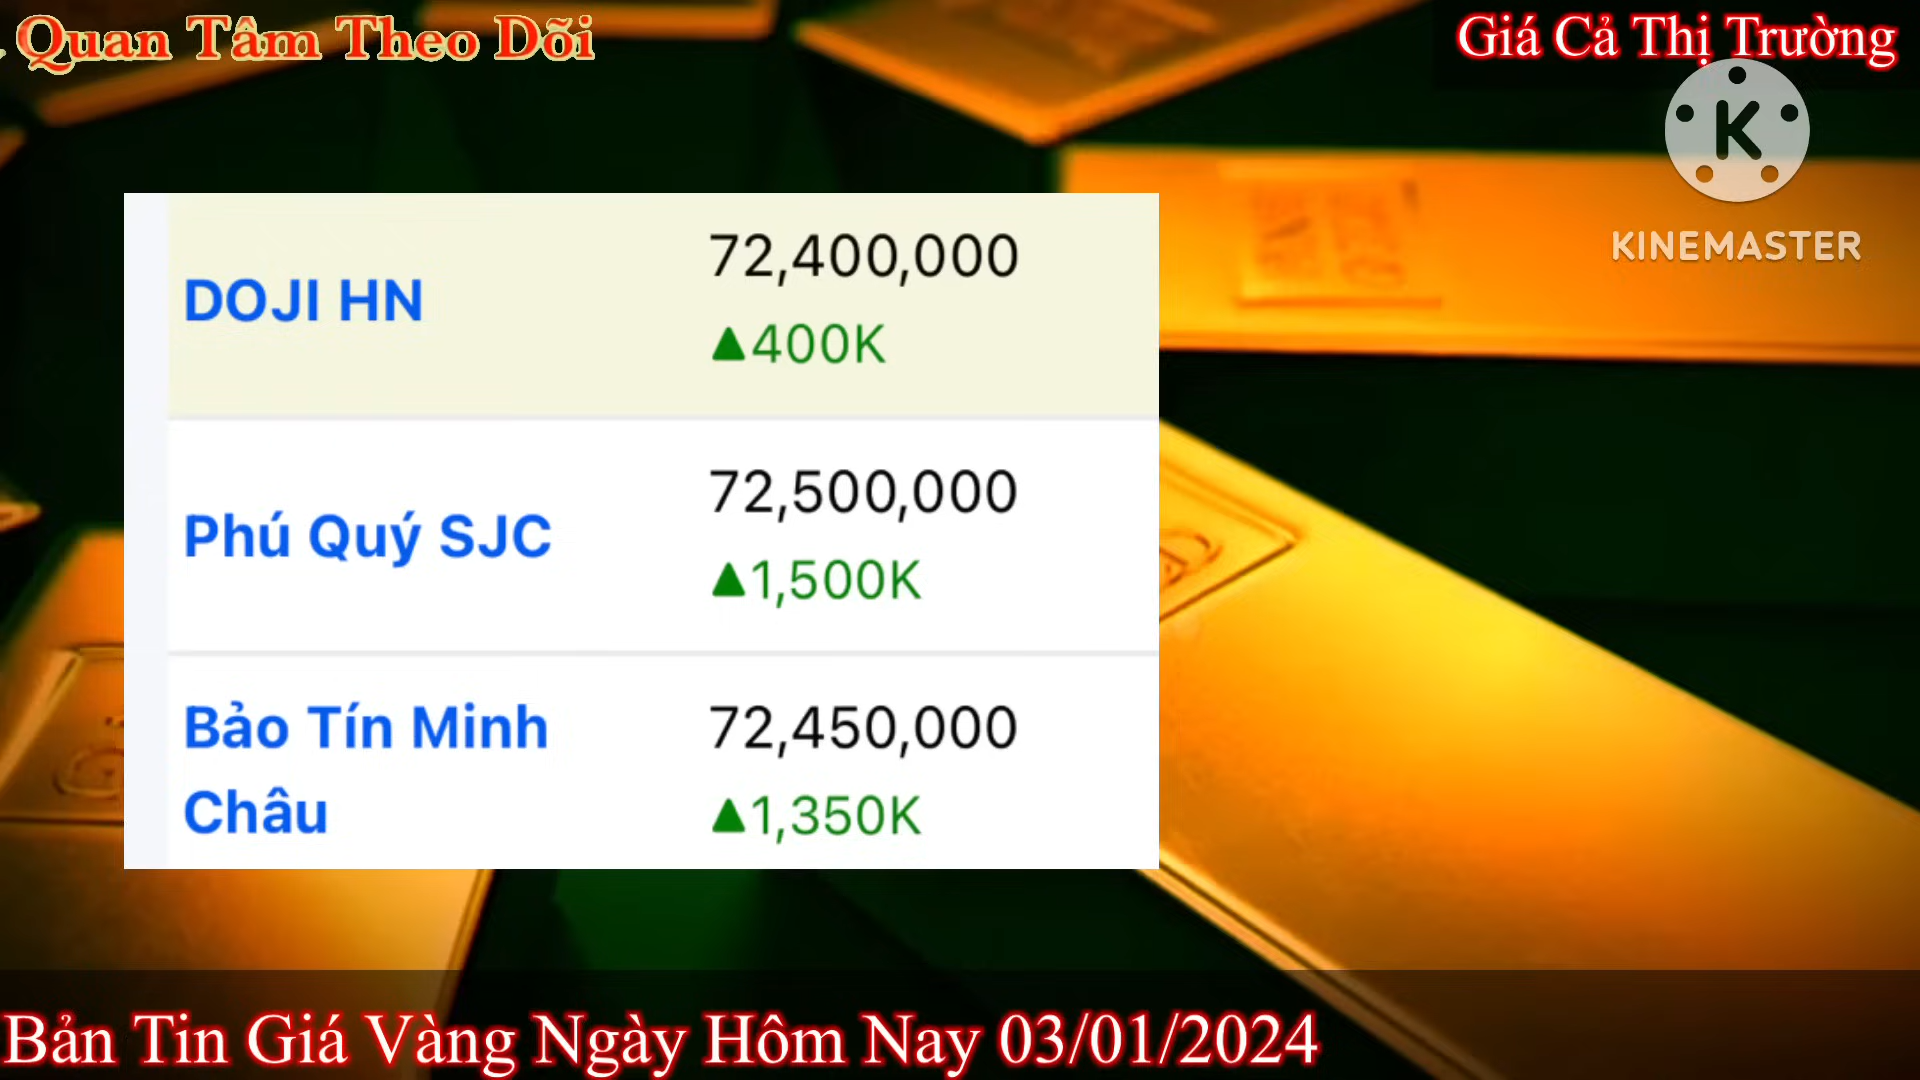 Quan Tâm Theo Dõi
Giá Cả Thị Trường
K
KINEMASTER
DOJI HN
72,400,000
▲400K
Phú Quý SJC
72,500,000
▲1,500K
Bảo Tín Minh
Châu
72,450,000
▲1,350K
Bản Tin Giá Vàng Ngày Hôm Nay 03/01/2024